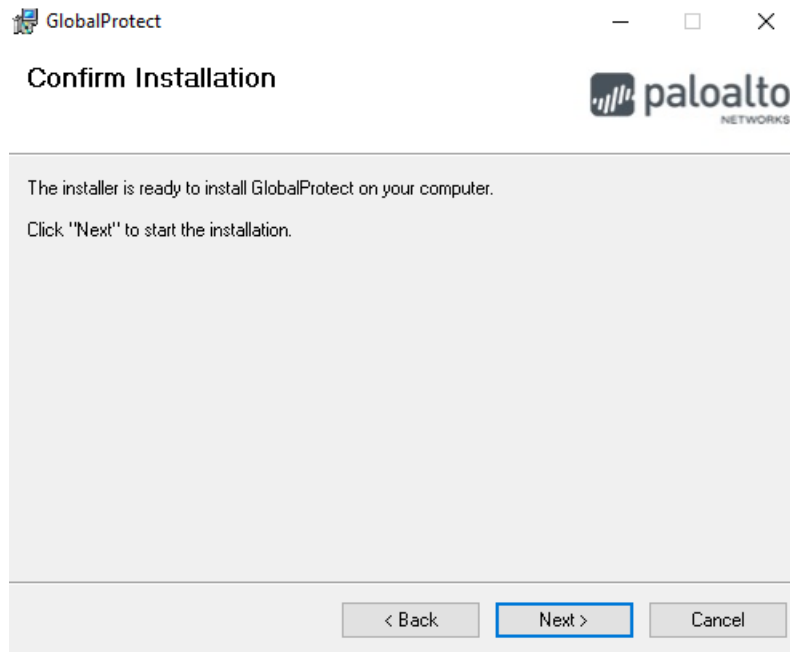 GlobalProtect
Confirm Installation
paloalto
NETWORKS
The installer is ready to install GlobalProtect on your computer.
Click "Next" to start the installation.
< Back
Next >
Cancel